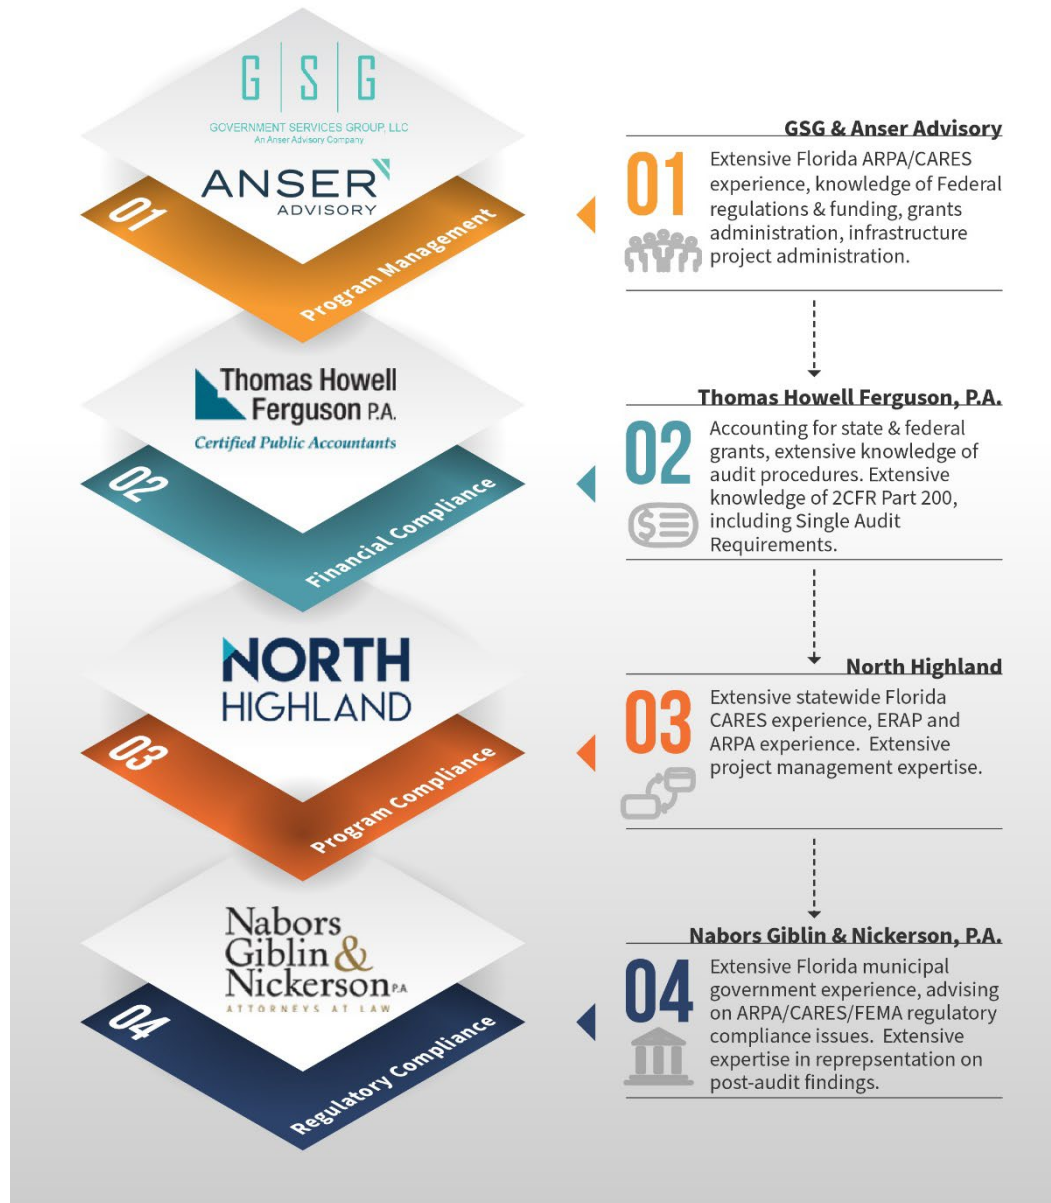 G S G
GOVERNMENT SERVICES GROUP, LLC
An Anser Advisory Company
ANSER
ADVISORY
01
Program Management
GSG & Anser Advisory
01
Extensive Florida ARPA/CARES
experience, knowledge of Federal
regulations & funding, grants
administration, infrastructure
project administration.
Thomas Howell
Ferguson P.A.
Certified Public Accountants
02
Financial Compliance
Thomas Howell Ferguson, P.A.
02
Accounting for state & federal
grants, extensive knowledge of
audit procedures. Extensive
knowledge of 2CFR Part 200,
including Single Audit
Requirements.
NORTH
HIGHLAND
03
Program Compliance
North Highland
03
Extensive statewide Florida
CARES experience, ERAP and
ARPA experience.  Extensive
project management expertise.
Nabors
Giblin &
Nickerson P.A
ATTORNEYS AT LAW
04
Regulatory Compliance
Nabors Giblin & Nickerson, P.A.
04
Extensive Florida municipal
government experience, advising
on ARPA/CARES/FEMA regulatory
compliance issues.  Extensive
expertise in reprepsentation on
post-audit findings.